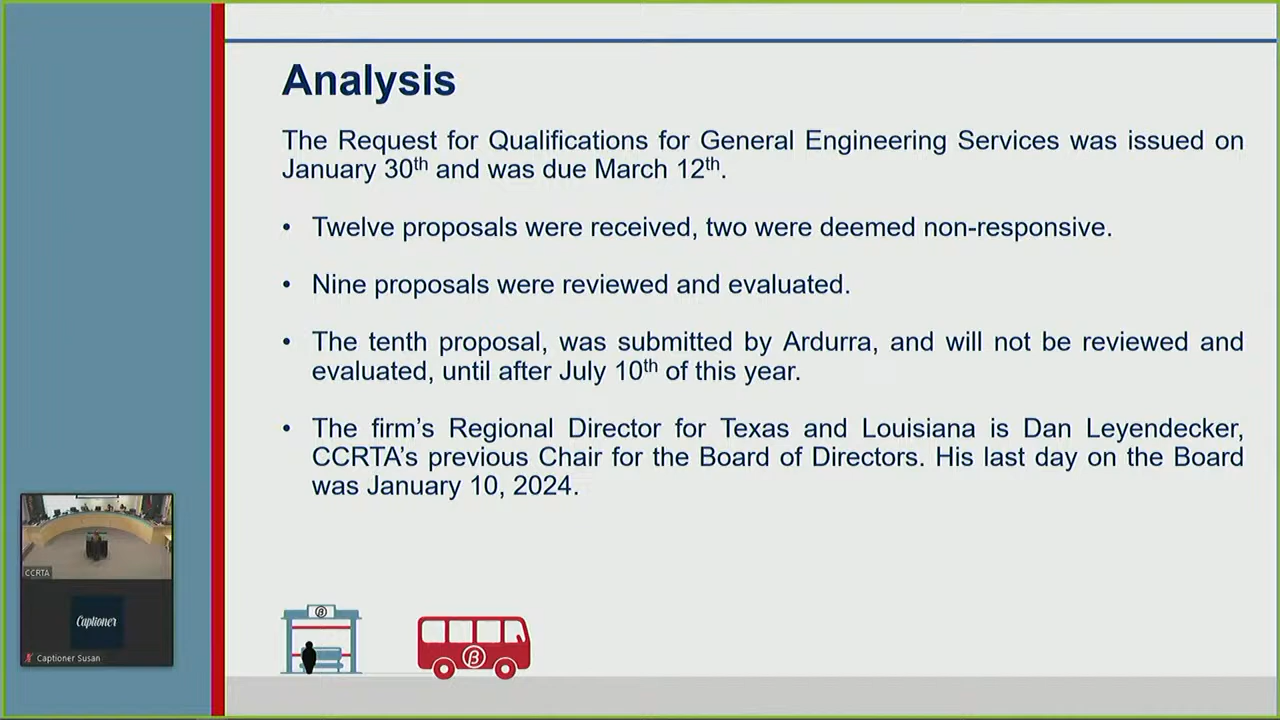 Analysis
The Request for Qualifications for General Engineering Services was issued on
January 30th and was due March 12th.
• Twelve proposals were received, two were deemed non-responsive.
• Nine proposals were reviewed and evaluated.
• The tenth proposal, was submitted by Ardurra, and will not be reviewed and
evaluated, until after July 10th of this year.
• The firm's Regional Director for Texas and Louisiana is Dan Leyendecker,
CCRTA's previous Chair for the Board of Directors. His last day on the Board
was January 10, 2024.
CCRTA
Captioner
Captioner Susan
ß
ß